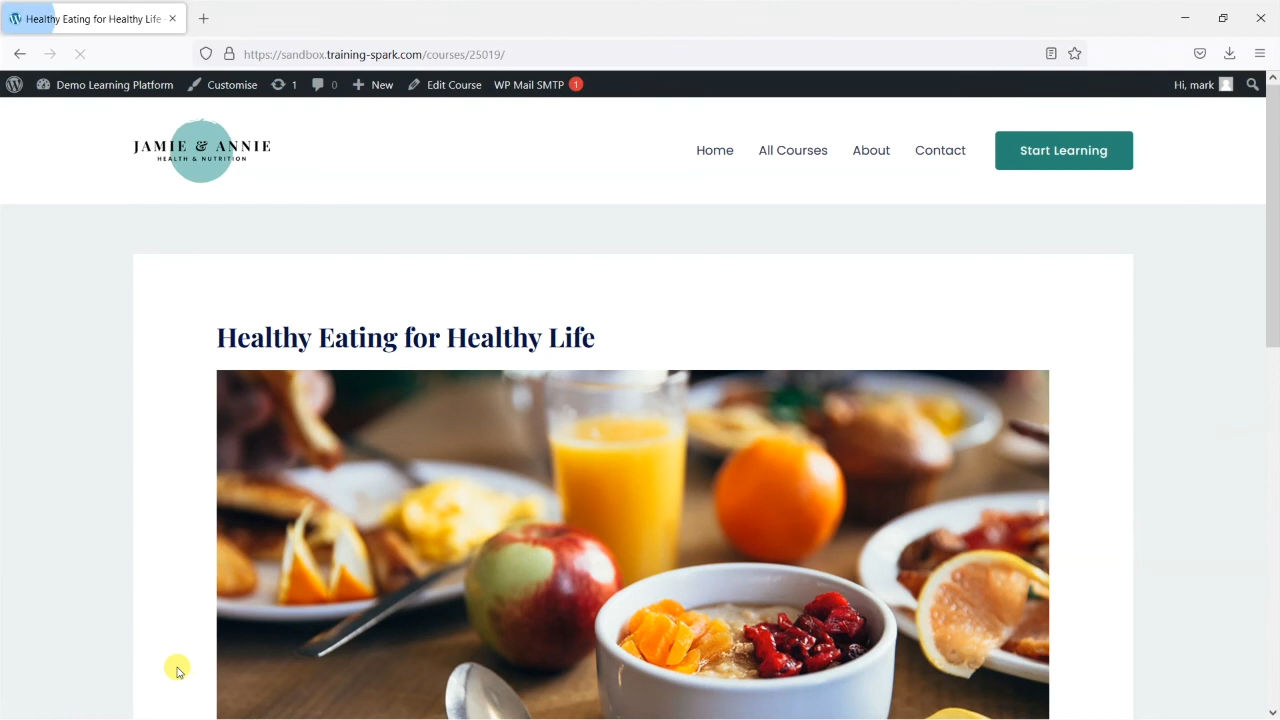 Healthy Eating for Healthy Life
https://sandbox.training-spark.com/courses/25019/
Demo Learning Platform Customise 1 0 New Edit Course WP Mail SMTP 1 Hi, mark
JAMIE & ANNIE
HEALTH & NUTRITION
Home All Courses About Contact Start Learning
Healthy Eating for Healthy Life